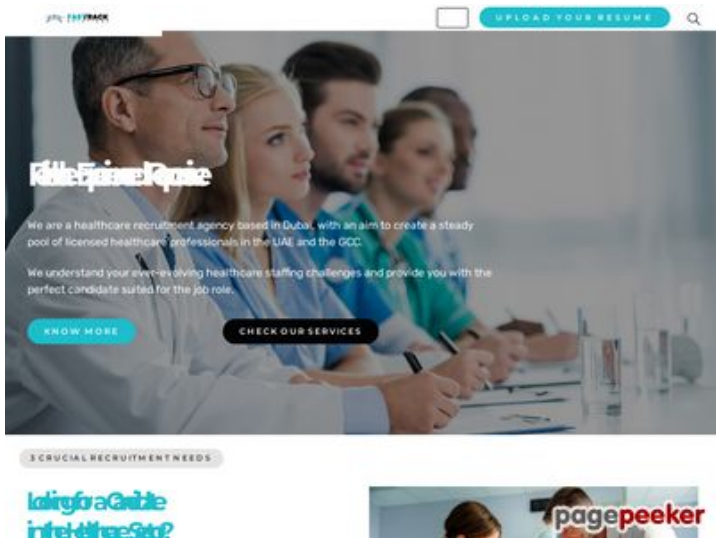 FASTTRACK
UPLOAD YOUR RESUME
We are a healthcare recruitment agency based in Dubai, with an aim to create a steady
pool of licensed healthcare professionals in the UAE and the GCC.
We understand your ever-evolving healthcare staffing challenges and provide you with the
perfect candidate suited for the job role.
KNOW MORE
CHECK OUR SERVICES
3 CRUCIAL RECRUITMENT NEEDS
pagepeeker